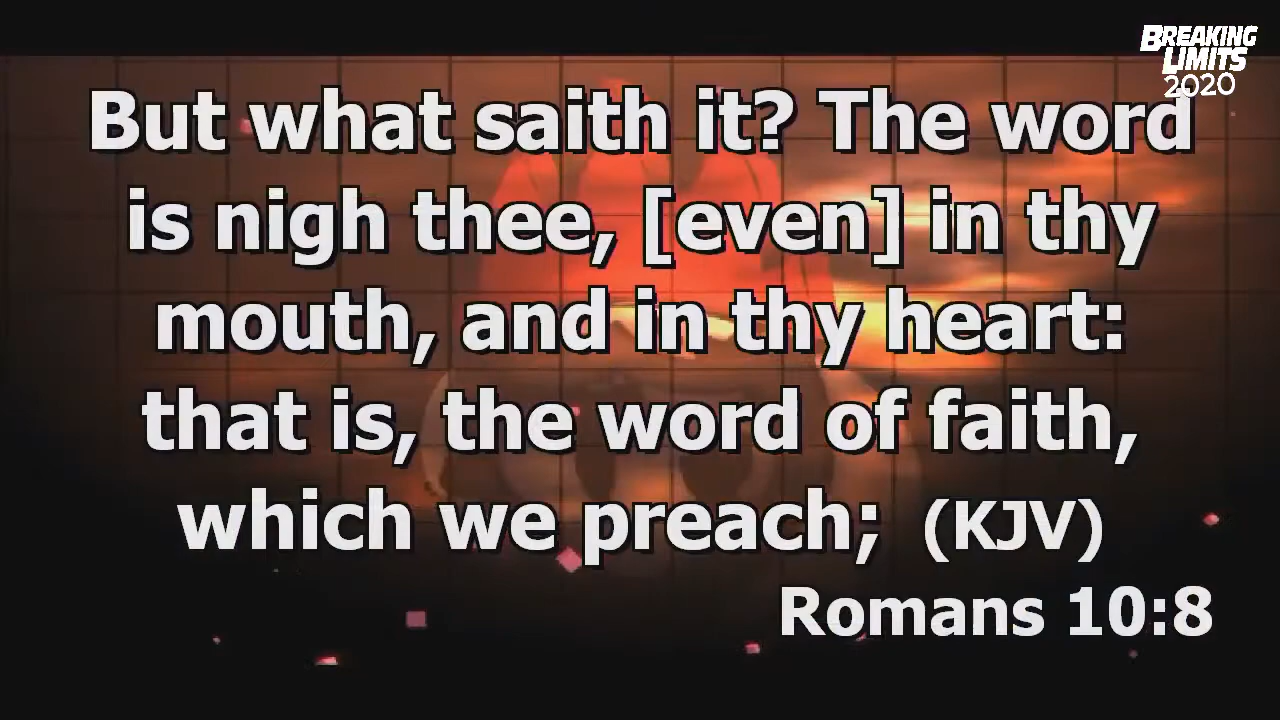 BREAKING
LIMITS
2020
But what saith it? The word
is nigh thee, [even] in thy
mouth, and in thy heart:
that is, the word of faith,
which we preach; (KJV)
Romans 10:8